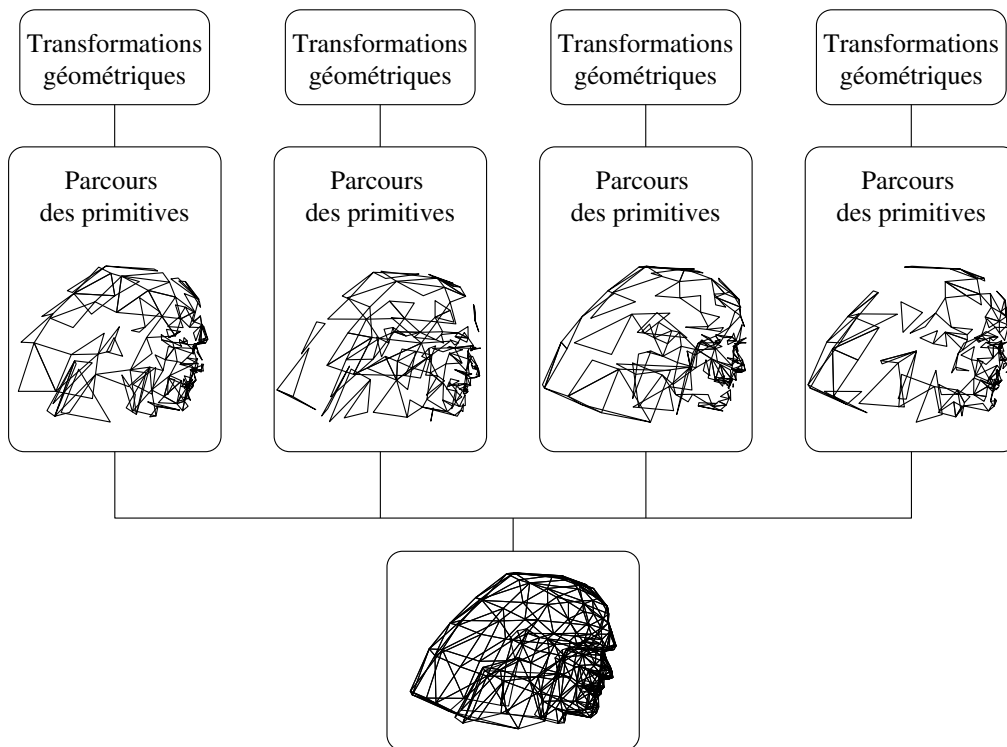 Transformations
géométriques
Transformations
géométriques
Transformations
géométriques
Transformations
géométriques
Parcours
des primitives
Parcours
des primitives
Parcours
des primitives
Parcours
des primitives